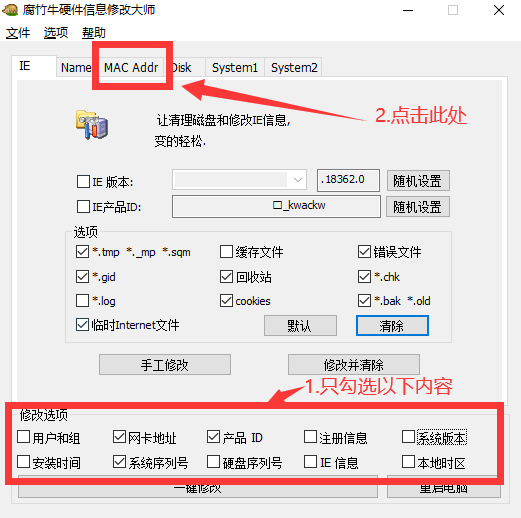 腐竹牛硬件信息修改大师
文件 选项 帮助
IE Name MAC Addr Disk System1 System2
2.点击此处
让清理磁盘和修改IE信息,
变的轻松.
IE 版本: .18362.0 随机设置
IE产品ID: _kwackw 随机设置
选项
*.tmp *._mp *.sqm 缓存文件 错误文件
*.gid 回收站 *.chk
*.log cookies *.bak *.old
临时Internet文件 默认 清除
手工修改 修改并清除
1.只勾选以下内容
修改选项
用户和组 网卡地址 产品 ID 注册信息 系统版本
安装时间 系统序列号 硬盘序列号 IE 信息 本地时区
一键修改 重启电脑